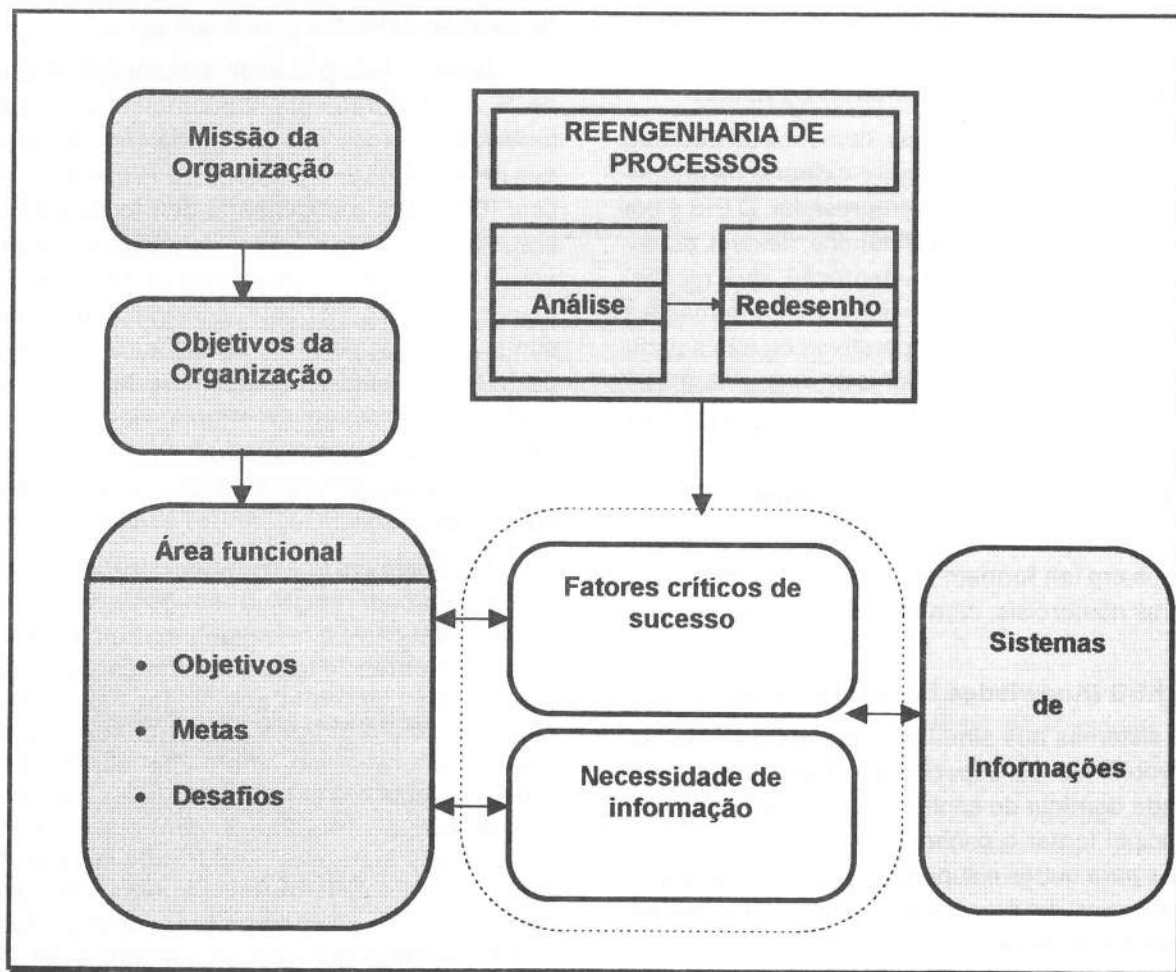 Missão da
Organização
Objetivos da
Organização
Área funcional
• Objetivos
• Metas
• Desafios
REENGENHARIA DE
PROCESSOS
Análise
Redesenho
Fatores críticos de
sucesso
Necessidade de
informação
Sistemas
de
Informações